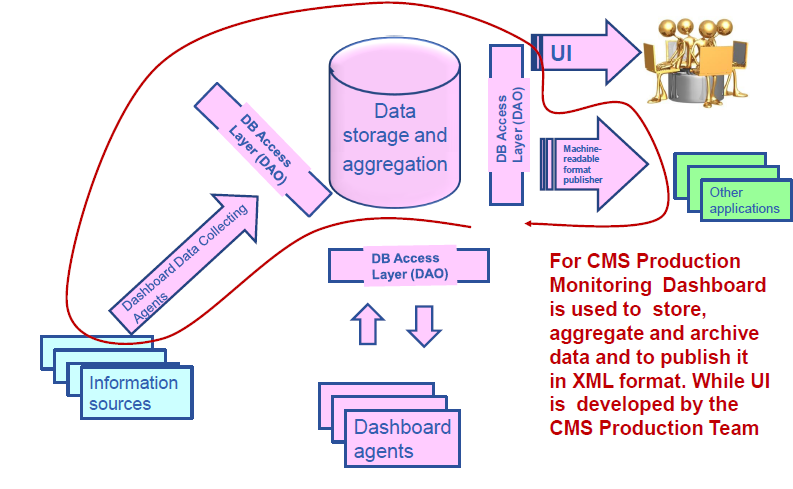 UI
DB Access
Layer (DAO)
Data
storage and
aggregation
DB Access
Layer (DAO)
Machine-
readable
format
publisher
Other
applications
Dashboard Data Collecting
Agents
DB Access
Layer (DAO)
For CMS Production
Monitoring Dashboard
is used to store,
aggregate and archive
data and to publish it
in XML format. While UI
is developed by the
CMS Production Team
Information
sources
Dashboard
agents